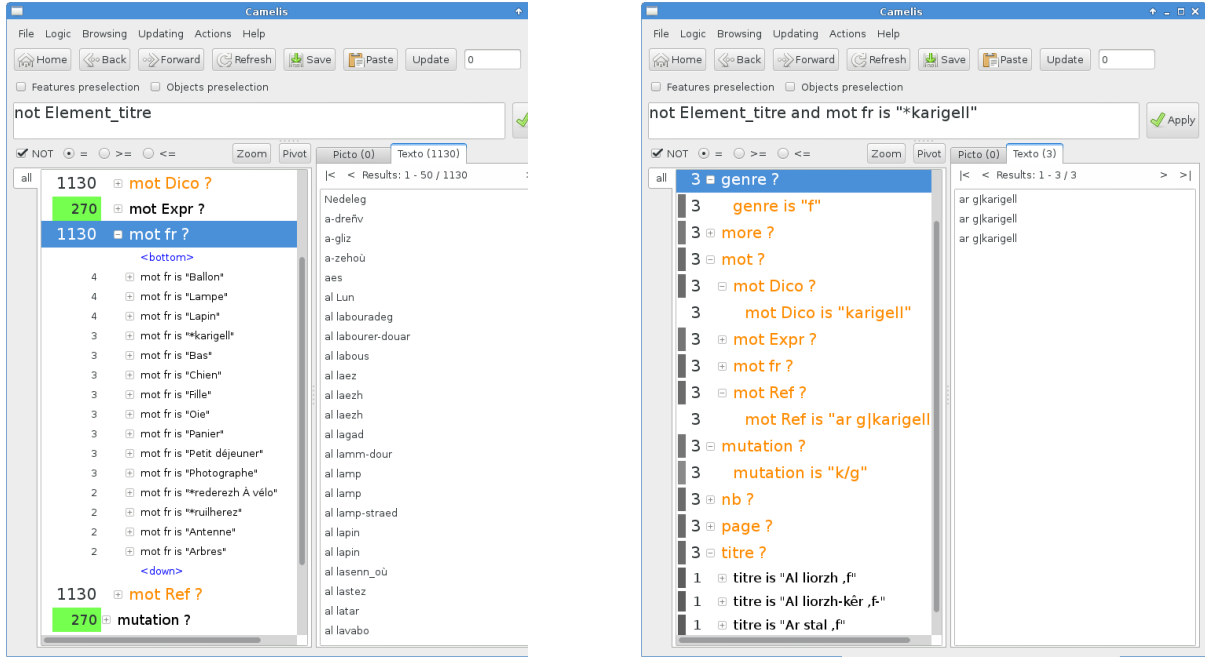 Camelis
File Logic Browsing Updating Actions Help
Home Back Forward Refresh Save Paste Update 0
Features preselection Objects preselection
not Element_titre
NOT = >= <= Zoom Pivot Picto (0) Texto (1130)
all
|< < Results: 1 - 50 / 1130
1130 mot Dico ?
270 mot Expr ?
1130 mot fr ?
<bottom>
4 mot fr is "Ballon"
4 mot fr is "Lampe"
4 mot fr is "Lapin"
3 mot fr is "*karigell"
3 mot fr is "Bas"
3 mot fr is "Chien"
3 mot fr is "Fille"
3 mot fr is "Oie"
3 mot fr is "Panier"
3 mot fr is "Petit déjeuner"
3 mot fr is "Photographe"
2 mot fr is "*rederezh À vélo"
2 mot fr is "*ruilherez"
2 mot fr is "Antenne"
2 mot fr is "Arbres"
<down>
1130 mot Ref ?
270 mutation ?
Nedeleg
a-dreñv
a-gliz
a-zehoù
aes
al Lun
al labouradeg
al labourer-douar
al labous
al laez
al laezh
al laezh
al lagad
al lamm-dour
al lamp
al lamp
al lamp-straed
al lapin
al lapin
al lasenn_où
al lastez
al latar
al lavabo
Camelis
File Logic Browsing Updating Actions Help
Home Back Forward Refresh Save Paste Update 0
Features preselection Objects preselection
not Element_titre and mot fr is "*karigell"
Apply
NOT = >= <= Zoom Pivot Picto (0) Texto (3)
all
|< < Results: 1 - 3 / 3 > >|
3 genre ?
3 genre is "f"
3 more ?
3 mot ?
3 mot Dico ?
3 mot Dico is "karigell"
3 mot Expr ?
3 mot fr ?
3 mot Ref ?
3 mot Ref is "ar g|karigell
3 mutation ?
3 mutation is "k/g"
3 nb ?
3 page ?
3 titre ?
1 titre is "Al liorzh ,f"
1 titre is "Al liorzh-kêr ,f-"
1 titre is "Ar stal ,f"
ar g|karigell
ar g|karigell
ar g|karigell